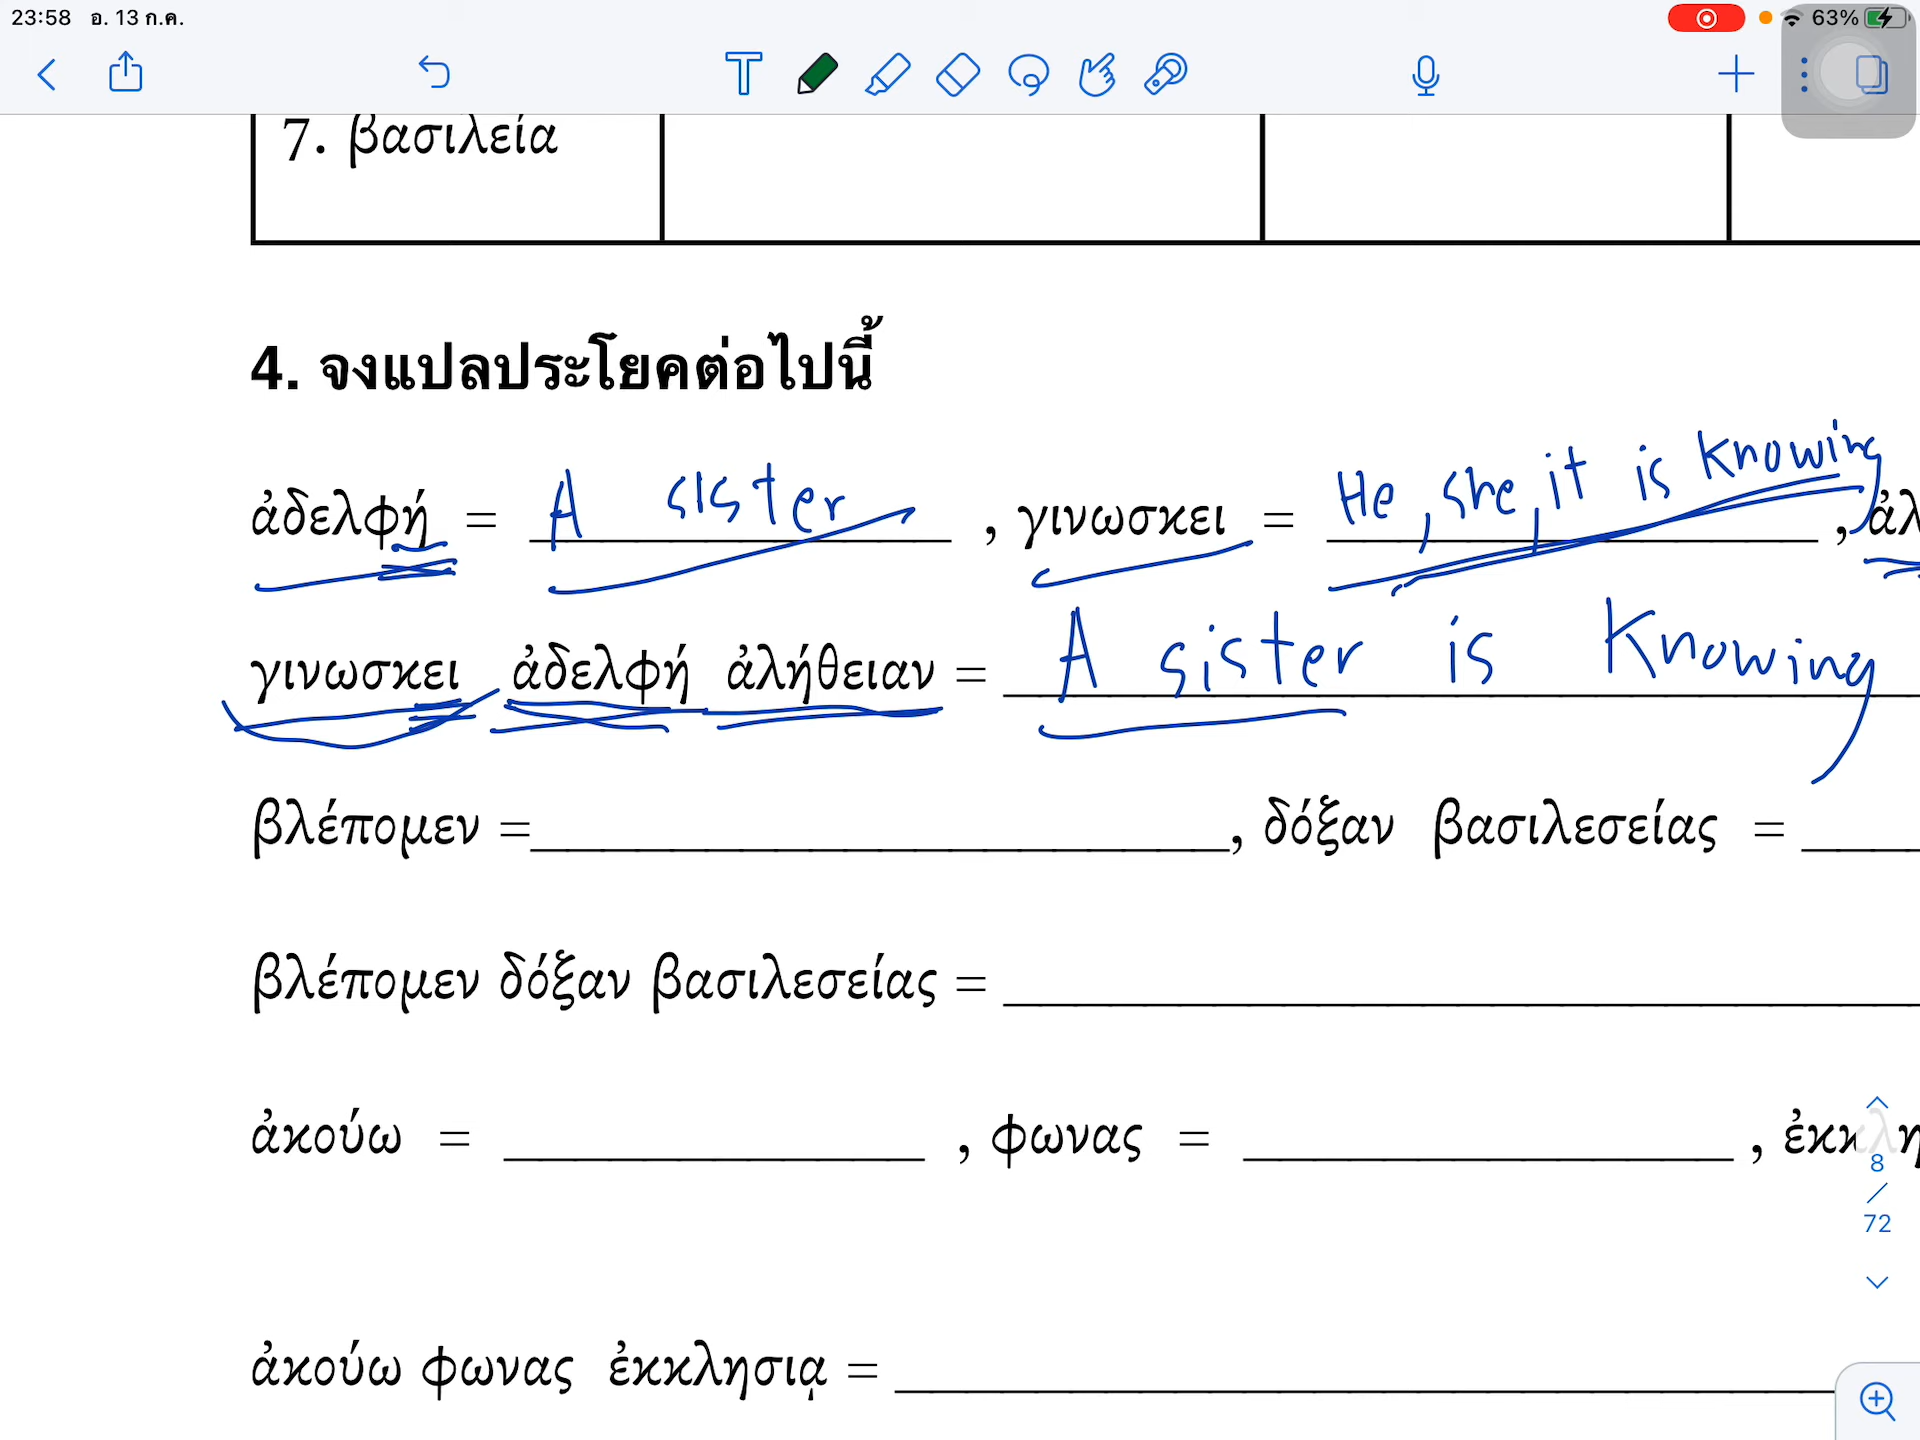 23:58 อ. 13 ก.ค. 63%
7. βασιλεία
4. จงแปลประโยคต่อไปนี้
ἀδελφή = A sister , γινωσκει = He, she, it is knowing ,
γινωσκει ἀδελφή ἀλήθειαν = A sister is knowing
βλέπομεν = , δόξαν βασιλεσείας =
βλέπομεν δόξαν βασιλεσείας =
ἀκούω = , φωνας = ,
8
/
72
ἀκούω φωνας ἐκκλησιᾳ =